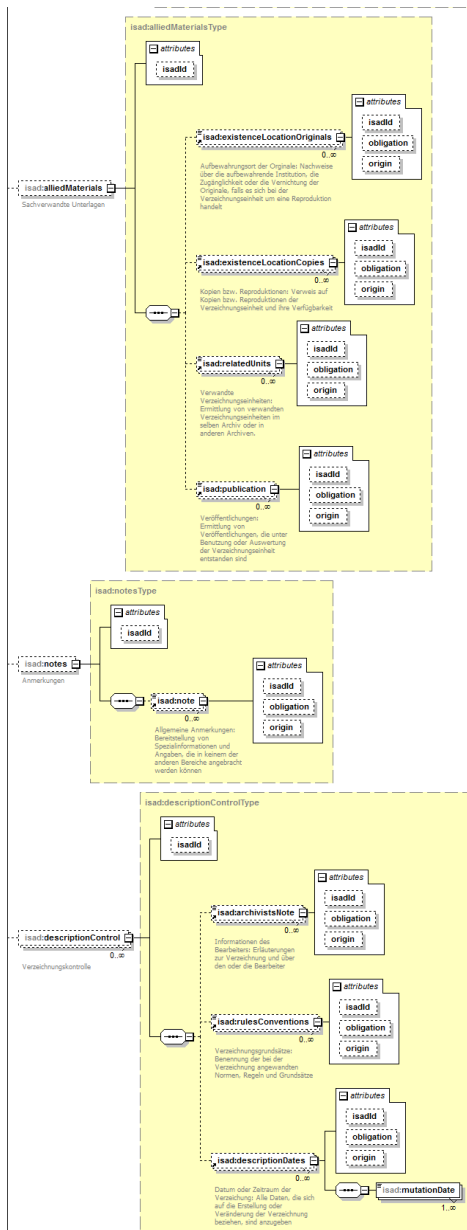 isad:alliedMaterialsType
attributes
isadId
isad:alliedMaterials
Sachverwandte Unterlagen
isad:existenceLocationOriginals
0..∞
Aufbewahrungsort der Orginale: Nachweise
über die aufbewahrende Institution, die
Zugänglichkeit oder die Vernichtung der
Originale, falls es sich bei der
Verzeichnungseinheit um eine Reproduktion
handelt
attributes
isadId
obligation
origin
isad:existenceLocationCopies
0..∞
Kopien bzw. Reproduktionen: Verweis auf
Kopien bzw. Reproduktionen der
Verzeichnungseinheit und ihre Verfügbarkeit
attributes
isadId
obligation
origin
isad:relatedUnits
0..∞
Verwandte
Verzeichnungseinheiten:
Ermittlung von verwandten
Verzeichnungseinheiten im
selben Archiv oder in
anderen Archiven.
attributes
isadId
obligation
origin
isad:publication
0..∞
Veröffentlichungen:
Ermittlung von
Veröffentlichungen, die unter
Benutzung oder Auswertung
der Verzeichnungseinheit
entstanden sind
attributes
isadId
obligation
origin
isad:notesType
attributes
isadId
isad:notes
Anmerkungen
isad:note
0..∞
Allgemeine Anmerkungen:
Bereitstellung von
Spezialinformationen und
Angaben, die in keinem der
anderen Bereiche angebracht
werden können
attributes
isadId
obligation
origin
isad:descriptionControlType
attributes
isadId
isad:descriptionControl
0..∞
Verzeichnungskontrolle
isad:archivistsNote
0..∞
Informationen des
Bearbeiters: Erläuterungen
zur Verzeichnung und über
den oder die Bearbeiter
attributes
isadId
obligation
origin
isad:rulesConventions
0..∞
Verzeichnungsgrundsätze:
Benennung der bei der
Verzeichnung angewandten
Normen, Regeln und Grundsätze
attributes
isadId
obligation
origin
isad:descriptionDates
0..∞
Datum oder Zeitraum der
Verzeichung: Alle Daten, die sich
auf die Erstellung oder
Veränderung der Verzeichung
beziehen, sind anzugeben
attributes
isadId
obligation
origin
isad:mutationDate
1..∞